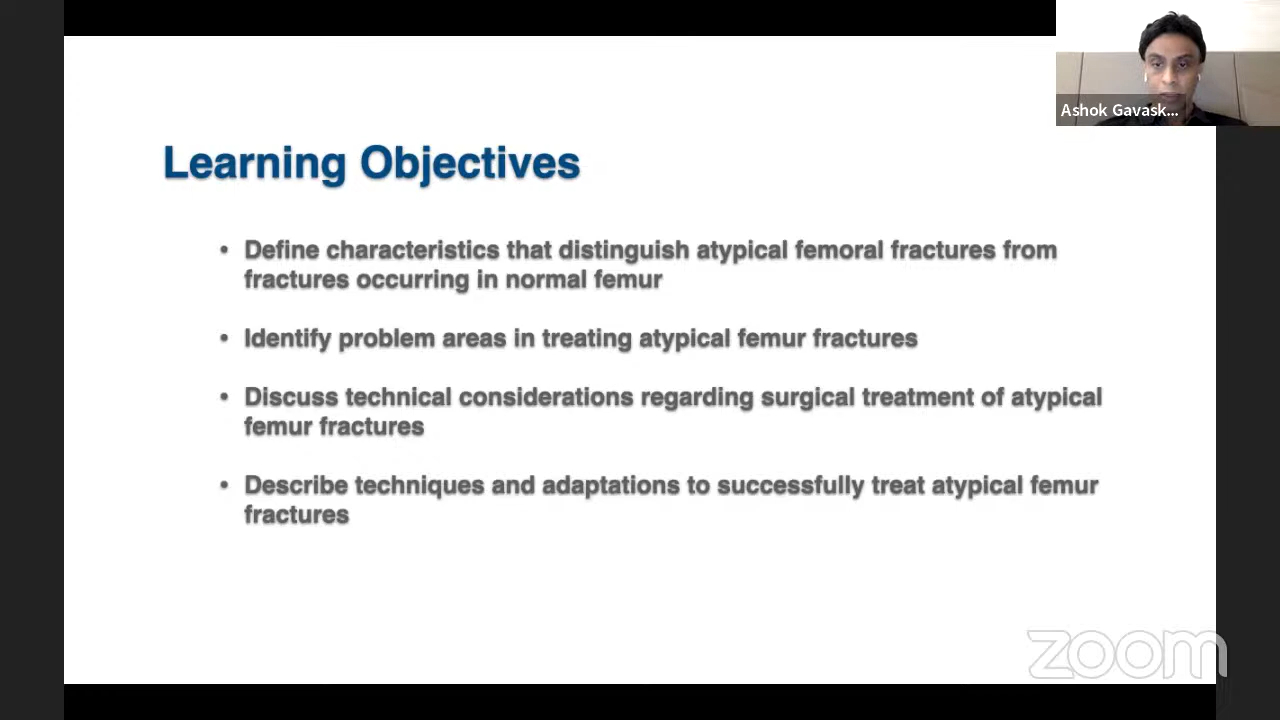 Ashok Gavask...
Learning Objectives
• Define characteristics that distinguish atypical femoral fractures from
fractures occurring in normal femur
• Identify problem areas in treating atypical femur fractures
• Discuss technical considerations regarding surgical treatment of atypical
femur fractures
• Describe techniques and adaptations to successfully treat atypical femur
fractures
zoom